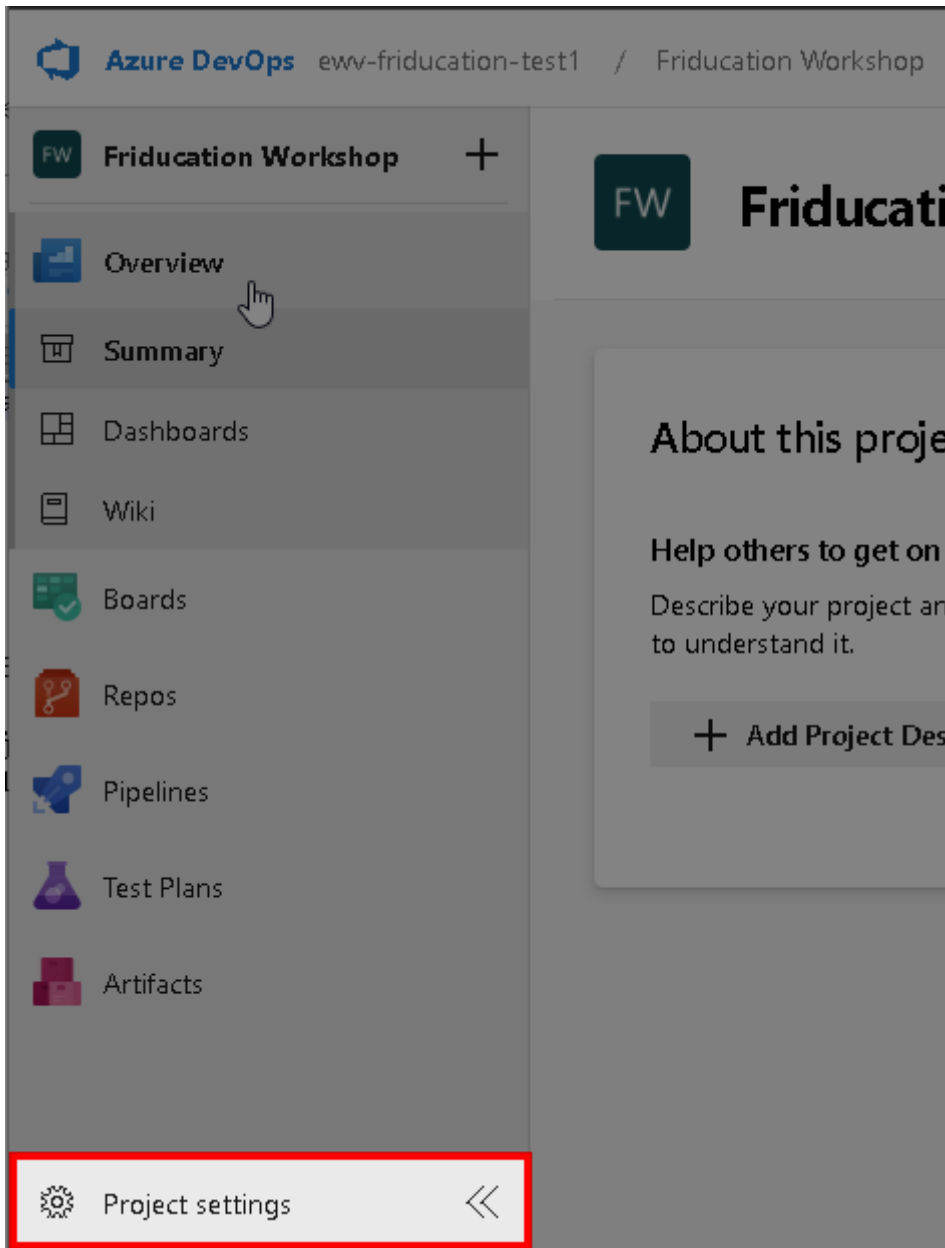 Azure DevOps ewv-friducation-test1 / Friducation Workshop
FW Friducation Workshop
FW Friducati
Overview
Summary
Dashboards
Wiki
Boards
Repos
Pipelines
Test Plans
Artifacts
Project settings
About this proje
Help others to get on
Describe your project an
to understand it.
Add Project Des